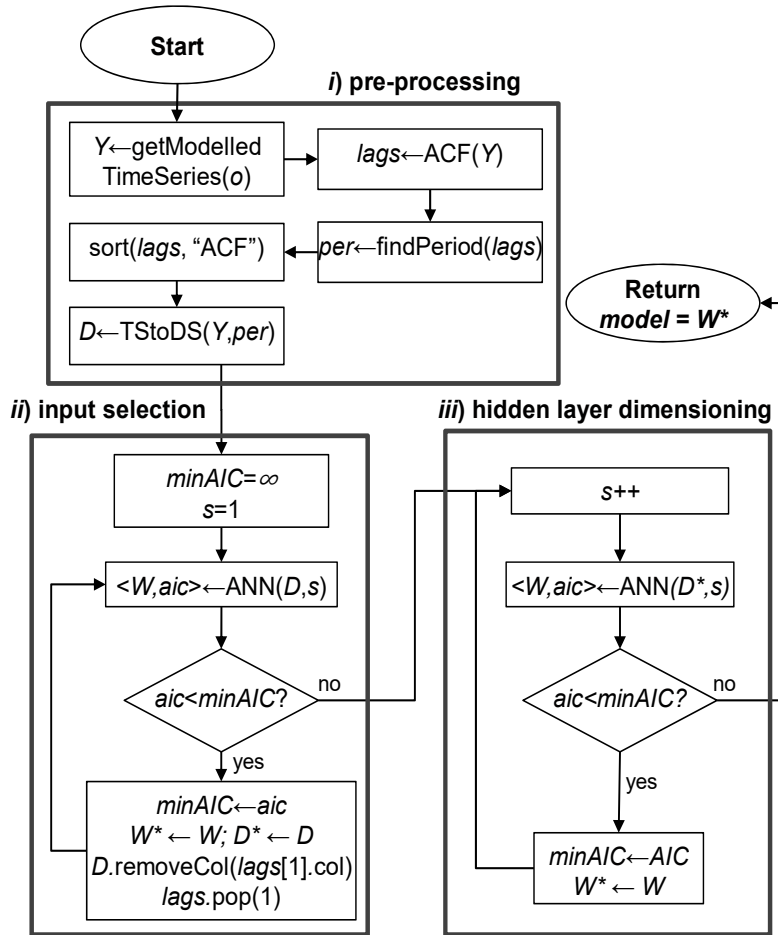 Start
i) pre-processing
Y←getModelled
TimeSeries(o)
lags←ACF(Y)
per←findPeriod(lags)
sort(lags, “ACF”)
D←TStoDS(Y,per)
Return
model = W*
ii) input selection
minAIC=∞
s=1
<W,aic>←ANN(D,s)
aic<minAIC?
no
yes
minAIC←aic
W* ← W; D* ← D
D.removeCol(lags[1].col)
lags.pop(1)
iii) hidden layer dimensioning
s++
<W,aic>←ANN(D*,s)
aic<minAIC?
no
yes
minAIC←AIC
W* ← W